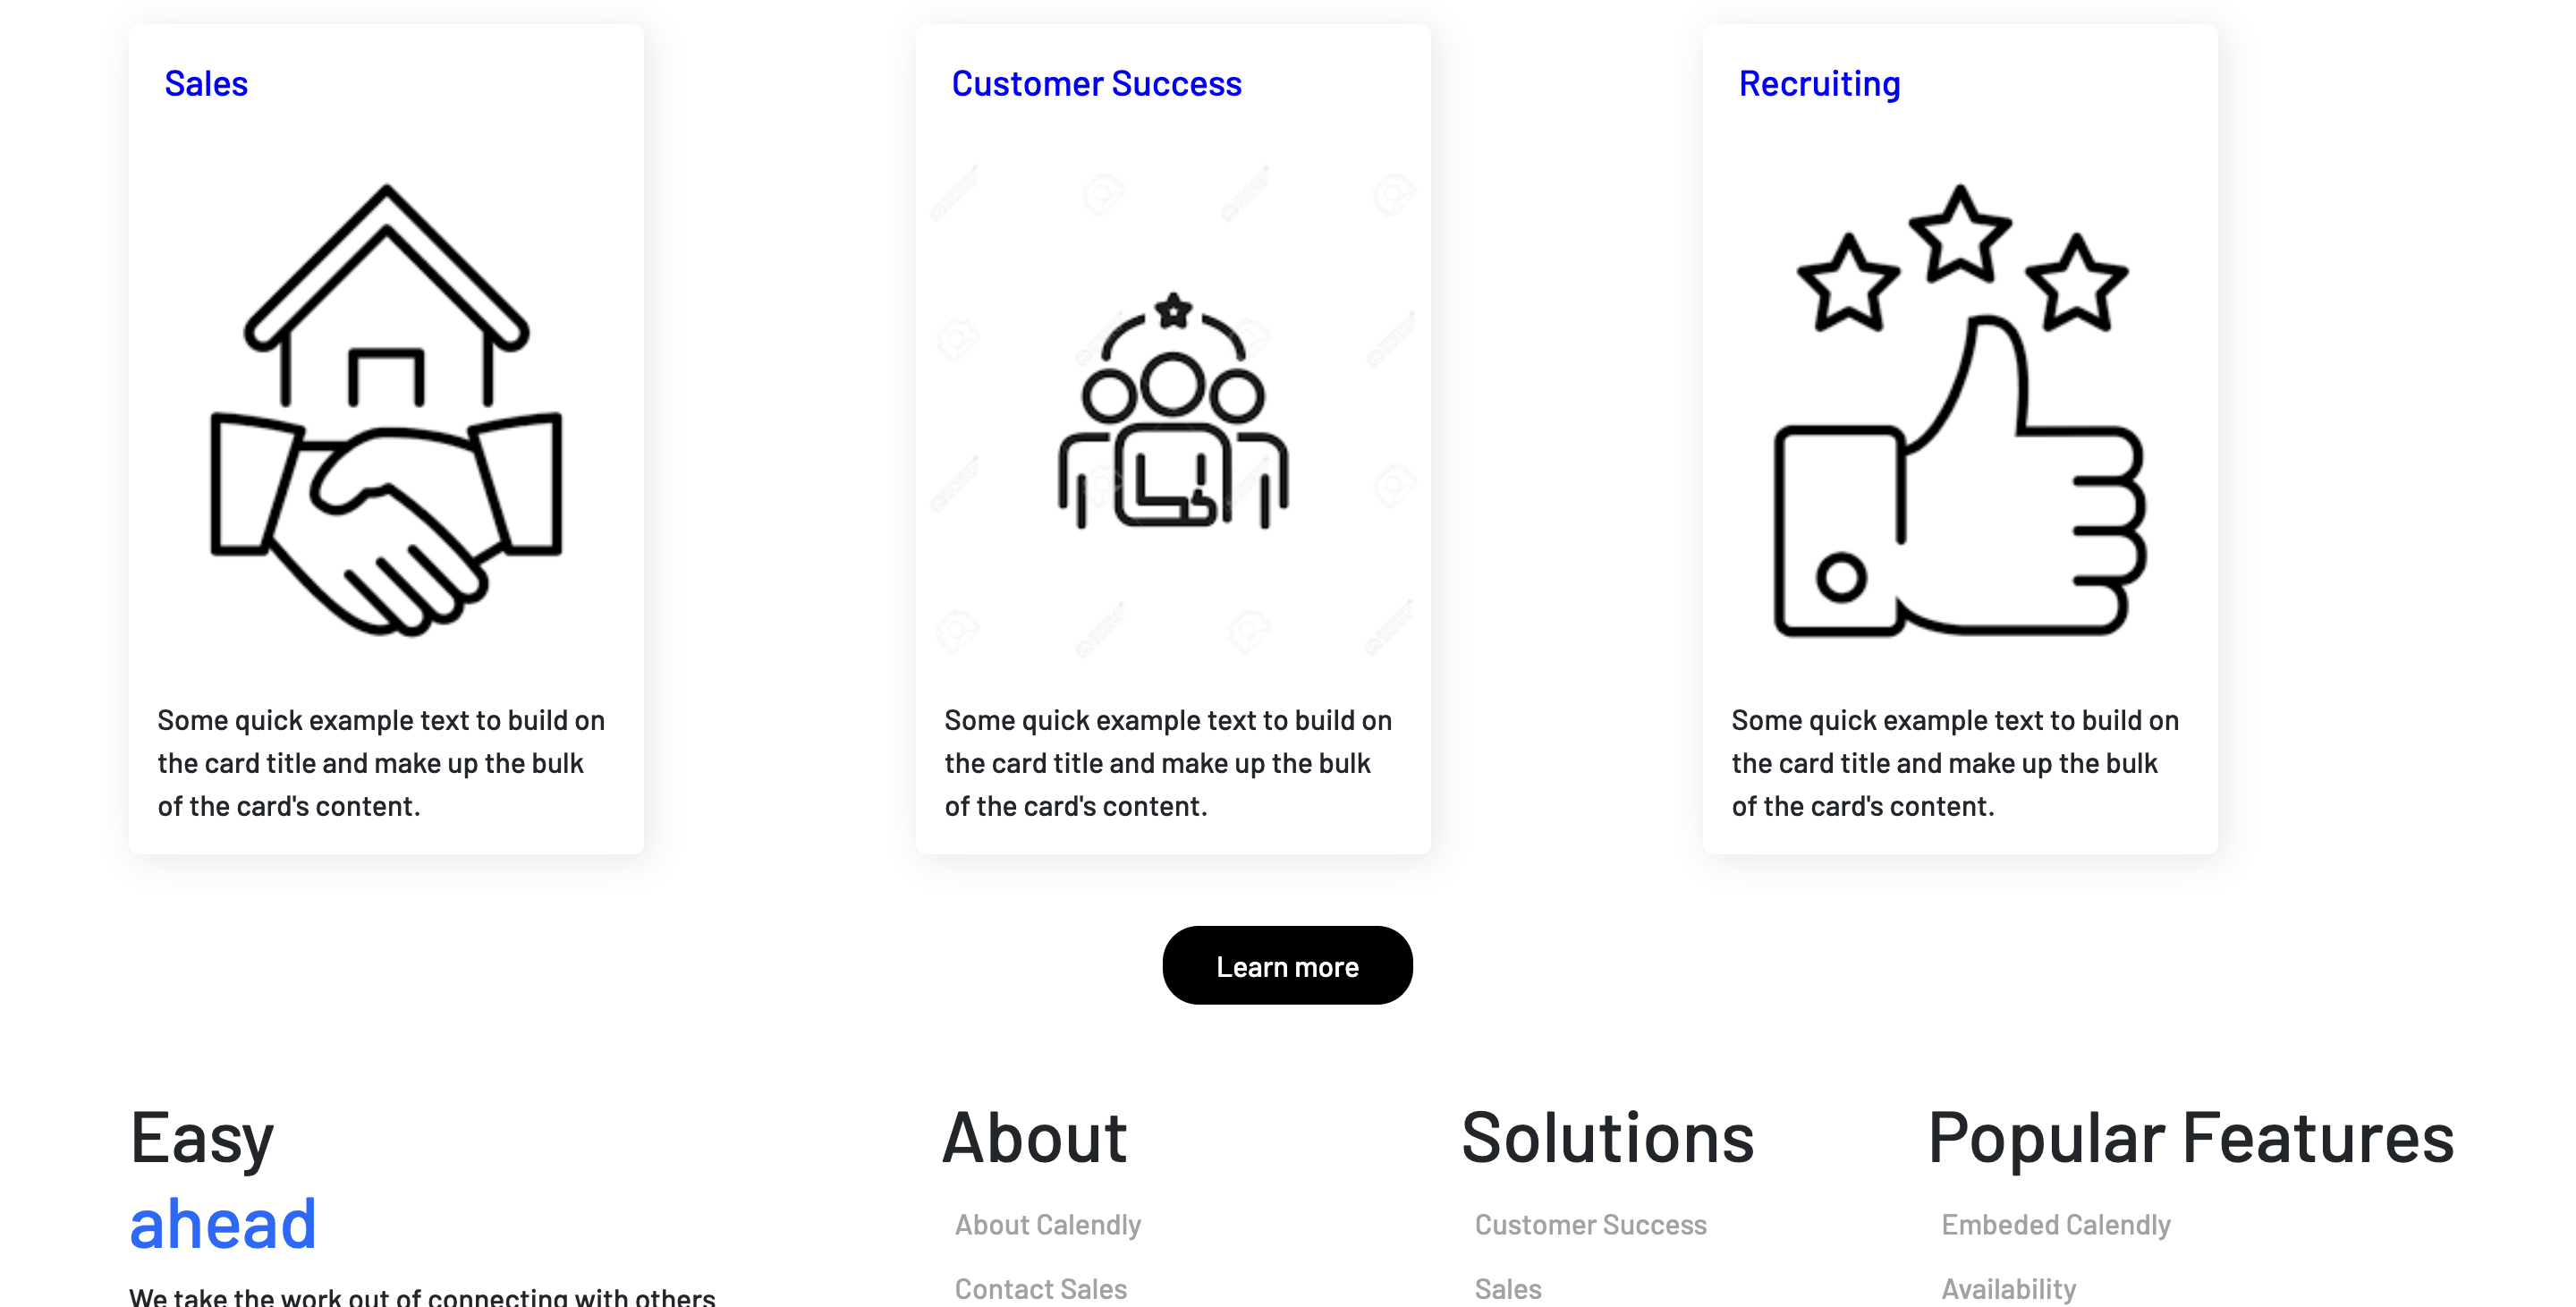 Sales
Customer Success
Recruiting
Some quick example text to build on
the card title and make up the bulk
of the card's content.
Some quick example text to build on
the card title and make up the bulk
of the card's content.
Some quick example text to build on
the card title and make up the bulk
of the card's content.
Learn more
Easy
ahead
We take the work out of connecting with others
About
About Calendly
Contact Sales
Solutions
Customer Success
Sales
Popular Features
Embeded Calendly
Availability